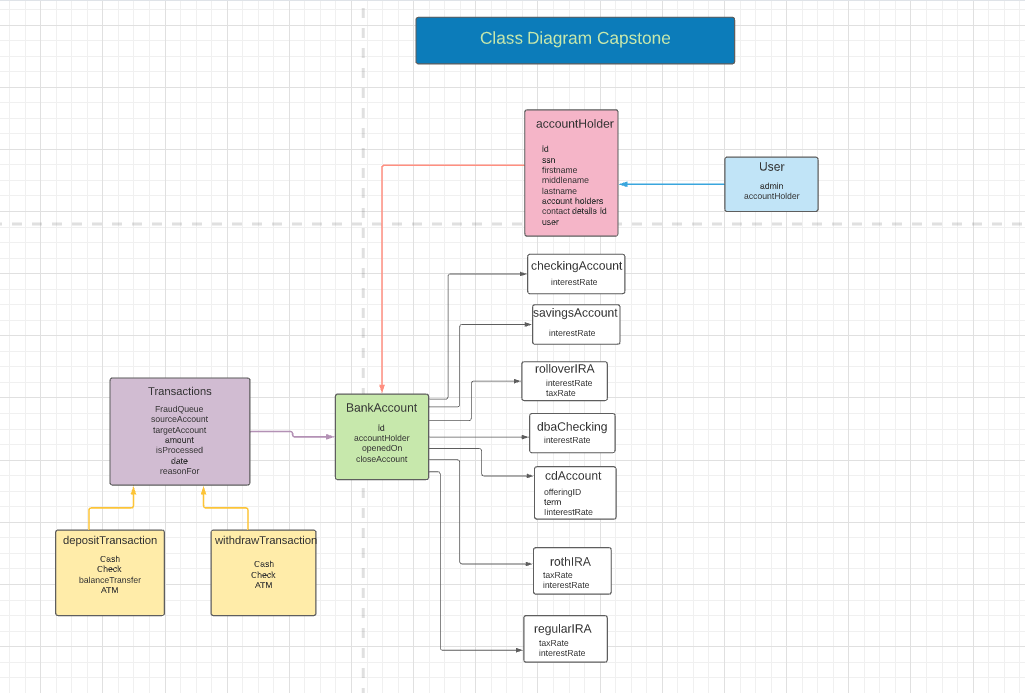 Class Diagram Capstone
accountHolder
Id
ssn
firstname
middlename
lastname
account holders
contact details Id
user
User
admin
accountHolder
checkingAccount
interestRate
savingsAccount
interestRate
rolloverIRA
interestRate
taxRate
Transactions
FraudQueue
sourceAccount
targetAccount
amount
isProcessed
date
reasonFor
BankAccount
Id
accountHolder
openedOn
closeAccount
dbaChecking
interestRate
cdAccount
offeringID
term
IinterestRate
depositTransaction
Cash
Check
balanceTransfer
ATM
withdrawTransaction
Cash
Check
ATM
rothIRA
taxRate
interestRate
regularIRA
taxRate
interestRate